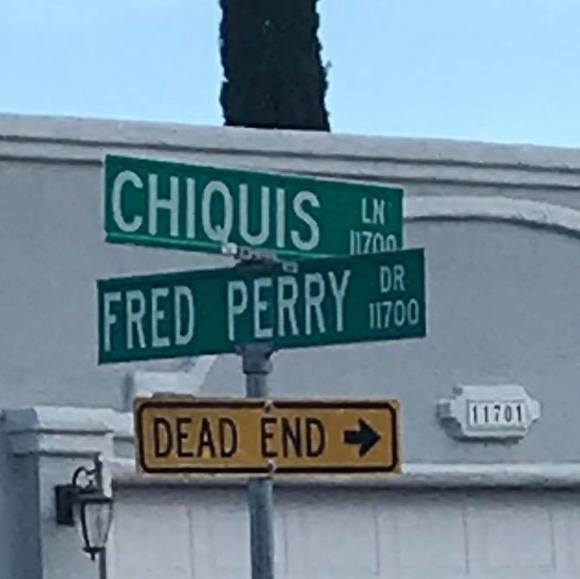 CHIQUIS LN
11700
FRED PERRY DR
11700
DEAD END
11701